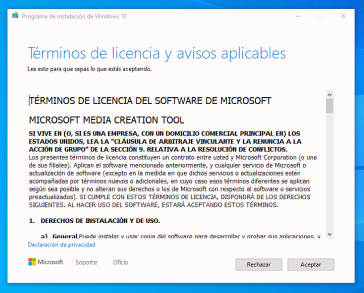 Programa de instalación de Windows 10
Términos de licencia y avisos aplicables
Lee esto para que sepas lo que estás aceptando.
TÉRMINOS DE LICENCIA DEL SOFTWARE DE MICROSOFT
MICROSOFT MEDIA CREATION TOOL
SI VIVE EN (O, SI ES UNA EMPRESA, CON UN DOMICILIO COMERCIAL PRINCIPAL EN) LOS
ESTADOS UNIDOS, LEA LA "CLÁUSULA DE ARBITRAJE VINCULANTE Y LA RENUNCIA A LA
ACCIÓN DE GRUPO" DE LA SECCIÓN 9. RELATIVA A LA RESOLUCIÓN DE CONFLICTOS.
Los presentes términos de licencia constituyen un contrato entre usted y Microsoft Corporation (o una
de sus filiales). Aplican al software mencionado anteriormente, y cualquier servicio de Microsoft o
actualización de software (excepto en la medida en que dichos servicios o actualizaciones estén
acompañadas por términos nuevos o adicionales, en cuyo caso esos términos diferentes se aplican
según sea posible y no alteran sus derechos o los de Microsoft con respecto al software o servicios
preactualizados). SI CUMPLE CON ESTOS TÉRMINOS DE LICENCIA, DISPONDRÁ DE LOS DERECHOS
SIGUIENTES. AL HACER USO DEL SOFTWARE, ESTARÁ ACEPTANDO ESTOS TÉRMINOS.
1. DERECHOS DE INSTALACIÓN Y DE USO.
a) General. Puede instalar y usar copia del software para desarrollar y probar sus aplicaciones, y
Declaración de privacidad
Microsoft Soporte Rechazar Aceptar